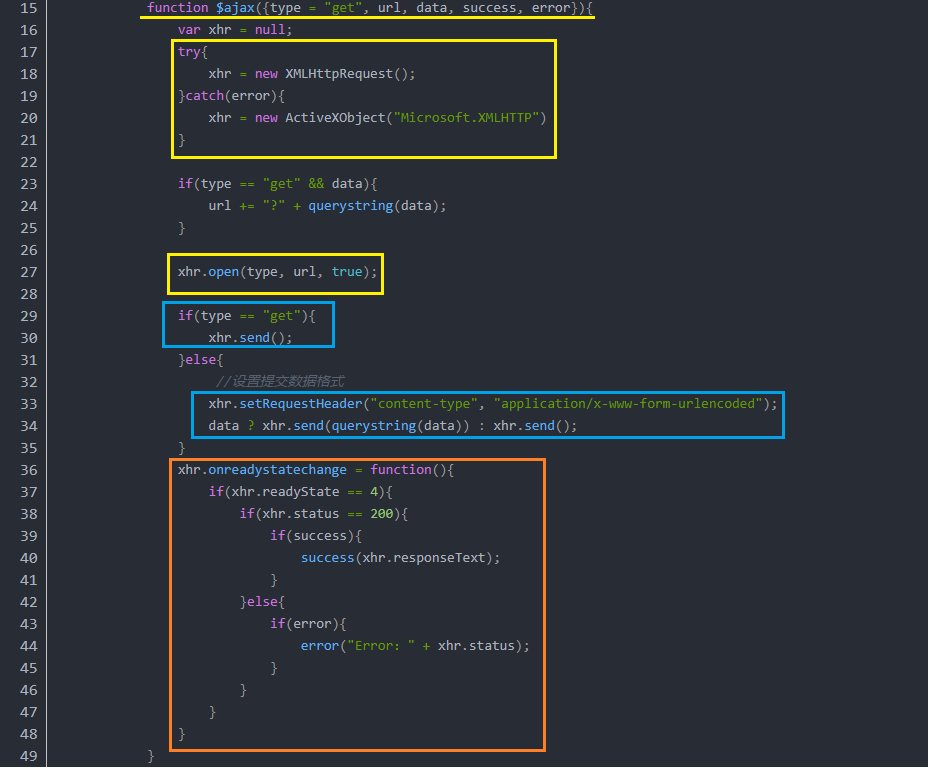 15 function $ajax({type = "get", url, data, success, error}){
16 var xhr = null;
17 try{
18 xhr = new XMLHttpRequest();
19 }catch(error){
20 xhr = new ActiveXObject("Microsoft.XMLHTTP")
21 }
22
23 if(type == "get" && data){
24 url += "?" + querystring(data);
25 }
26
27 xhr.open(type, url, true);
28
29 if(type == "get"){
30 xhr.send();
31 }else{
32 //设置提交数据格式
33 xhr.setRequestHeader("content-type", "application/x-www-form-urlencoded");
34 data ? xhr.send(querystring(data)) : xhr.send();
35 }
36 xhr.onreadystatechange = function(){
37 if(xhr.readyState == 4){
38 if(xhr.status == 200){
39 if(success){
40 success(xhr.responseText);
41 }
42 }else{
43 if(error){
44 error("Error: " + xhr.status);
45 }
46 }
47 }
48 }
49 }